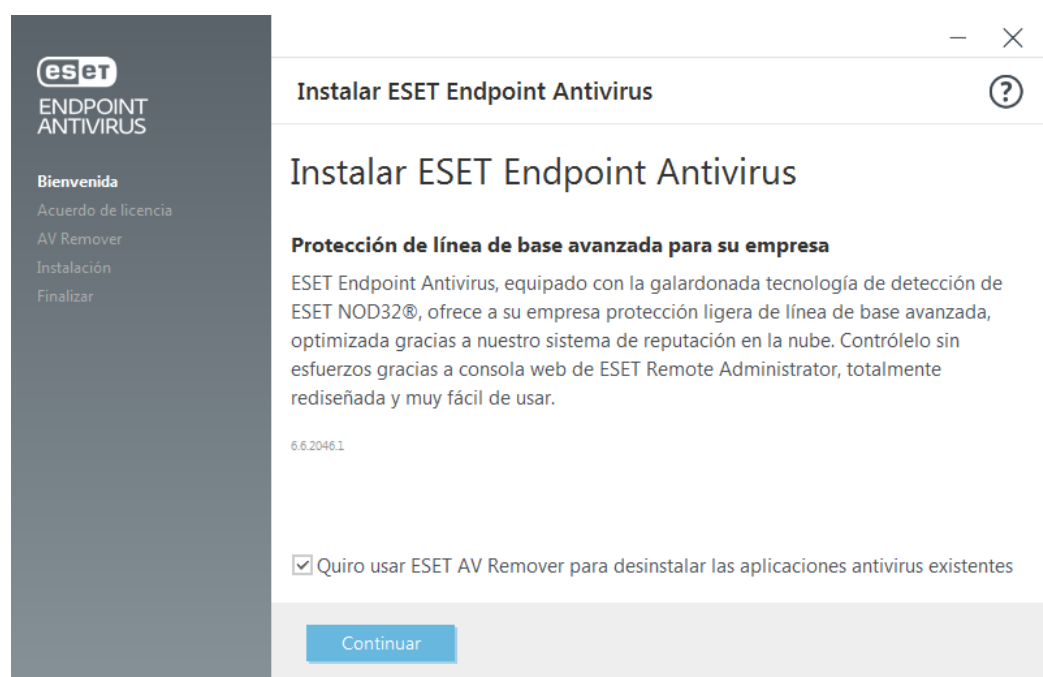 eseT
ENDPOINT
ANTIVIRUS
Bienvenida
Acuerdo de licencia
AV Remover
Instalación
Finalizar
Instalar ESET Endpoint Antivirus
?
Instalar ESET Endpoint Antivirus
Protección de línea de base avanzada para su empresa
ESET Endpoint Antivirus, equipado con la galardonada tecnología de detección de
ESET NOD32®, ofrece a su empresa protección ligera de línea de base avanzada,
optimizada gracias a nuestro sistema de reputación en la nube. Contrólelo sin
esfuerzos gracias a consola web de ESET Remote Administrator, totalmente
rediseñada y muy fácil de usar.
6.6.2046.1
Quiro usar ESET AV Remover para desinstalar las aplicaciones antivirus existentes
Continuar